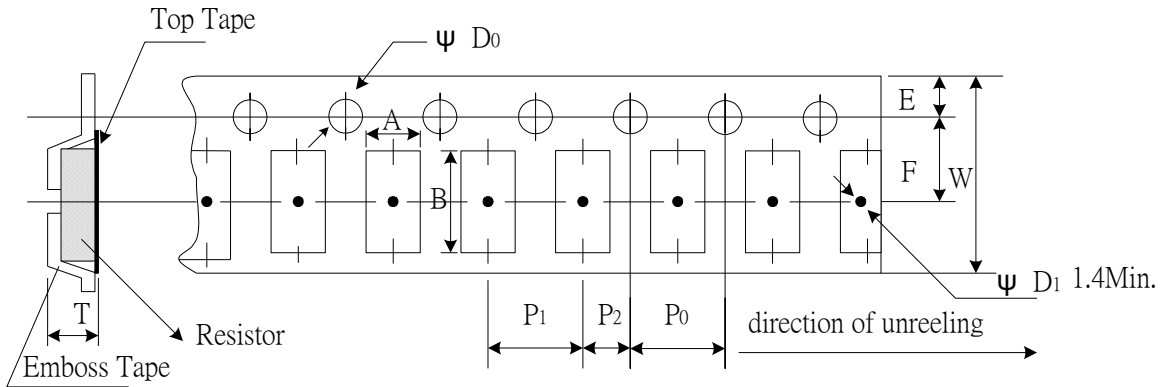 Top Tape
Ψ D0
E
A
F
W
B
Ψ D1 1.4Min.
T
P1
P2
P0
direction of unreeling
Resistor
Emboss Tape